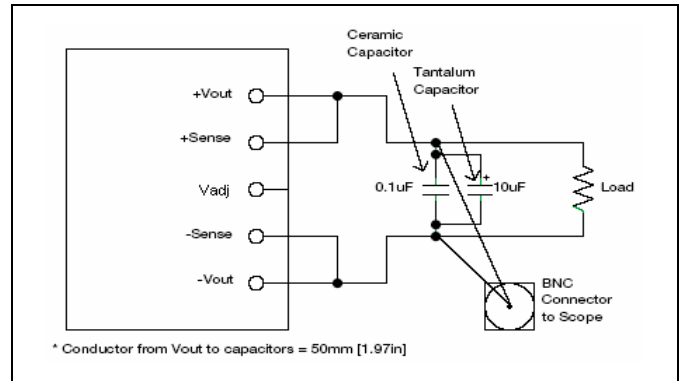 Ceramic
Capacitor
Tantalum
Capacitor
+Vout
+Sense
Vadj
-Sense
-Vout
0.1uF
+
10uF
Load
BNC
Connector
to Scope
* Conductor from Vout to capacitors = 50mm [1.97in]